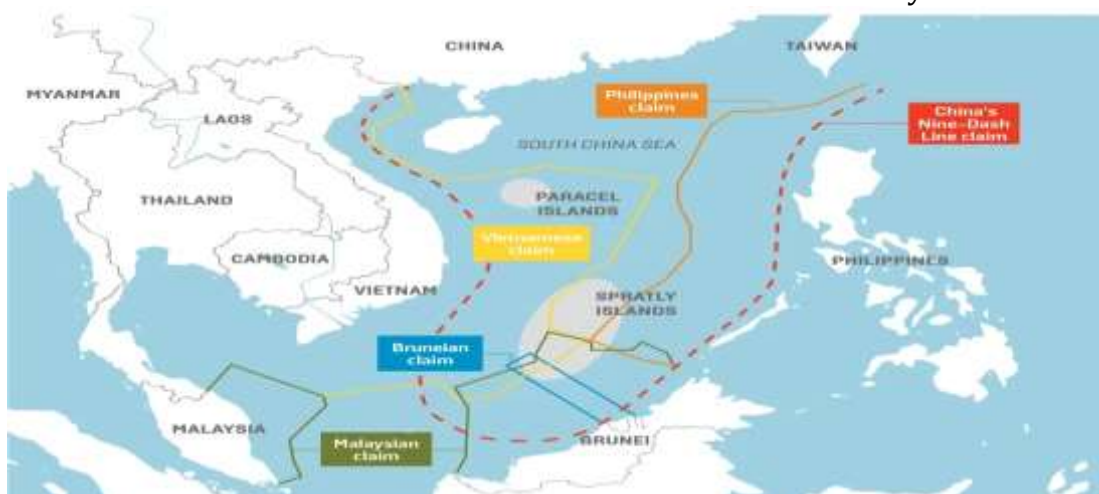 CHINA
TAIWAN
MYANMAR
LAOS
Philippines
claim
China's
Nine-Dash
Line claim
SOUTH CHINA SEA
THAILAND
PARACEL
ISLANDS
Vietnamese
claim
CAMBODIA
PHILIPPINES
VIETNAM
SPRATLY
ISLANDS
Bruneian
claim
MALAYSIA
Malaysian
claim
BRUNEI